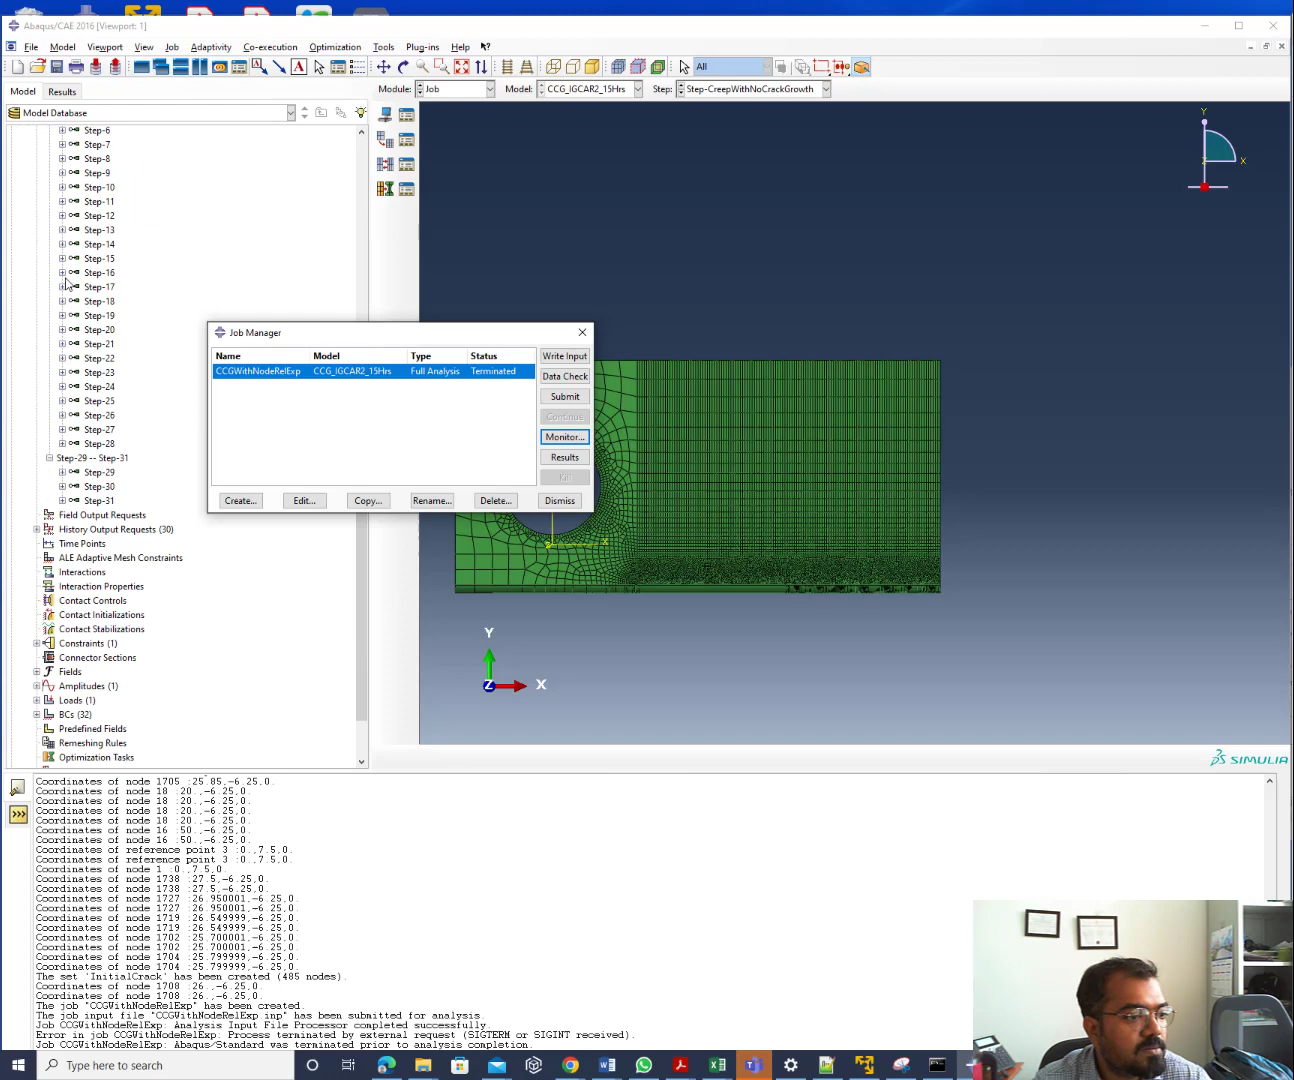 Abaqus/CAE 2016 [Viewport: 1]
File Model Viewport View Job Adaptivity Co-execution Optimization Tools Plug-ins Help
All
Model Results
Module: Job Model: CCG_IGCAR2_15Hrs Step: Step-CreepWithNoCrackGrowth
Model Database
Step-6
Step-7
Step-8
Step-9
Step-10
Step-11
Step-12
Step-13
Step-14
Step-15
Step-16
Step-17
Step-18
Step-19
Step-20
Step-21
Step-22
Step-23
Step-24
Step-25
Step-26
Step-27
Step-28
Step-29 -- Step-31
Step-29
Step-30
Step-31
Field Output Requests
History Output Requests (30)
Time Points
ALE Adaptive Mesh Constraints
Interactions
Interaction Properties
Contact Controls
Contact Initializations
Contact Stabilizations
Constraints (1)
Connector Sections
Fields
Amplitudes (1)
Loads (1)
BCs (32)
Predefined Fields
Remeshing Rules
Optimization Tasks
Job Manager
Name Model Type Status
CCGWithNodeRelExp CCG_IGCAR2_15Hrs Full Analysis Terminated
Write Input
Data Check
Submit
Continue
Monitor...
Results
Kill
Create... Edit... Copy... Rename... Delete... Dismiss
Y
X
Z
X
Y
X
Z
SIMULIA
Coordinates of node 1705 :25.85,-6.25,0.
Coordinates of node 18 :20.,-6.25,0.
Coordinates of node 18 :20.,-6.25,0.
Coordinates of node 18 :20.,-6.25,0.
Coordinates of node 18 :20.,-6.25,0.
Coordinates of node 16 :50.,-6.25,0.
Coordinates of node 16 :50.,-6.25,0.
Coordinates of reference point 3 :0.,7.5,0.
Coordinates of reference point 3 :0.,7.5,0.
Coordinates of node 1 :0.,7.5,0.
Coordinates of node 1738 :27.5,-6.25,0.
Coordinates of node 1738 :27.5,-6.25,0.
Coordinates of node 1727 :26.950001,-6.25,0.
Coordinates of node 1727 :26.950001,-6.25,0.
Coordinates of node 1719 :26.549999,-6.25,0.
Coordinates of node 1719 :26.549999,-6.25,0.
Coordinates of node 1702 :25.700001,-6.25,0.
Coordinates of node 1702 :25.700001,-6.25,0.
Coordinates of node 1704 :25.799999,-6.25,0.
Coordinates of node 1704 :25.799999,-6.25,0.
The set 'InitialCrack' has been created (485 nodes).
Coordinates of node 1708 :26.,-6.25,0.
Coordinates of node 1708 :26.,-6.25,0.
The job "CCGWithNodeRelExp" has been created.
The job input file "CCGWithNodeRelExp.inp" has been submitted for analysis.
Job CCGWithNodeRelExp: Analysis Input File Processor completed successfully.
Error in job CCGWithNodeRelExp: Process terminated by external request (SIGTERM or SIGINT received).
Job CCGWithNodeRelExp: Abaqus/Standard was terminated prior to analysis completion.
Type here to search